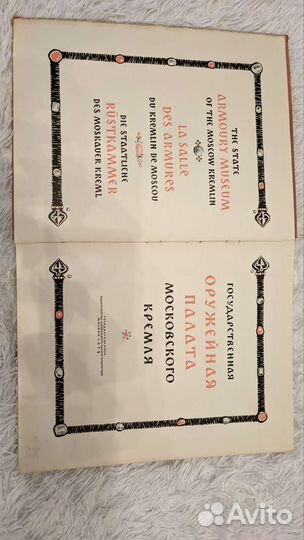 THE STATE
ARMOURY MUSEUM
OF THE MOSCOW KREMLIN
LA SALLE
DES ARMURES
DU KREMLIN DE MOSCOU
DIE STAATLICHE
RÜSTKAMMER
DES MOSKAUER KREML
ГОСУДАРСТВЕННАЯ
ОРУЖЕЙНАЯ
ПАЛАТА
МОСКОВСКОГО
КРЕМЛЯ
Avito